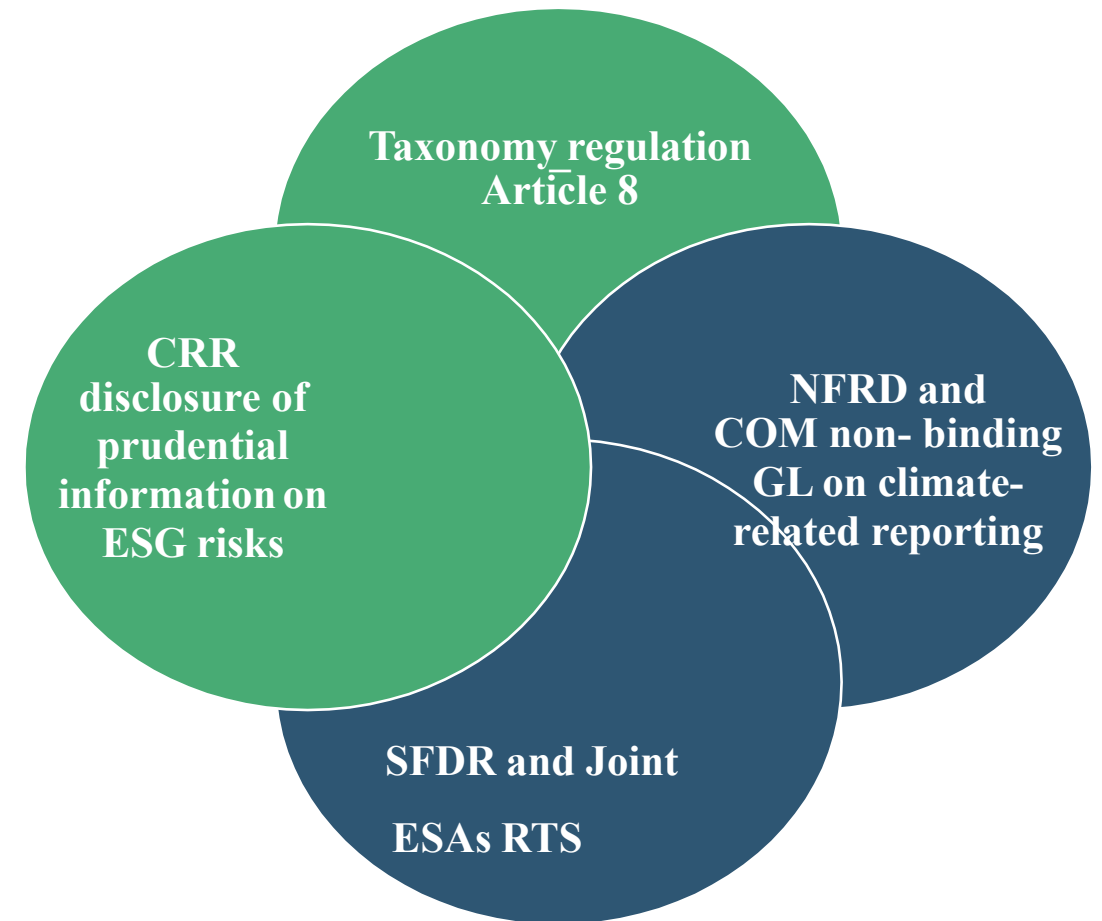 Taxonomy regulation
Article 8
CRR
disclosure of
prudential
information on
ESG risks
NFRD and
COM non- binding
GL on climate-
related reporting
SFDR and Joint
ESAs RTS